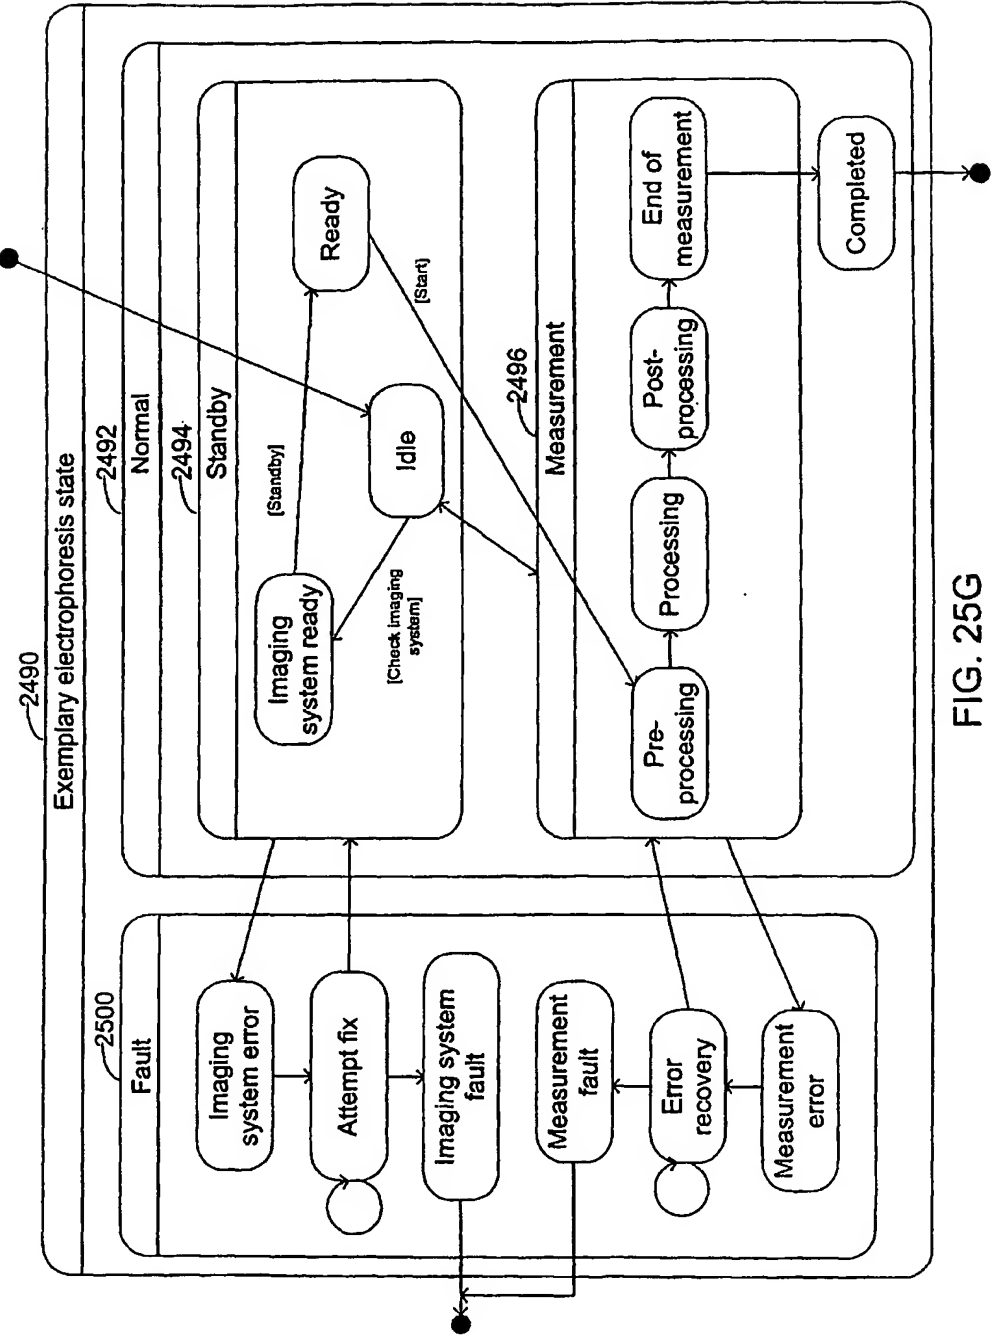 2490
Exemplary electrophoresis state
2492
Normal
2494
Standby
Imaging
system ready
[Standby]
Ready
Idle
[Check imaging
system]
[Start]
2496
Measurement
Pre-
processing
Processing
Post-
processing
End of
measurement
Completed
2500
Fault
Imaging
system error
Attempt fix
Imaging system
fault
Measurement
fault
Error
recovery
Measurement
error
FIG. 25G